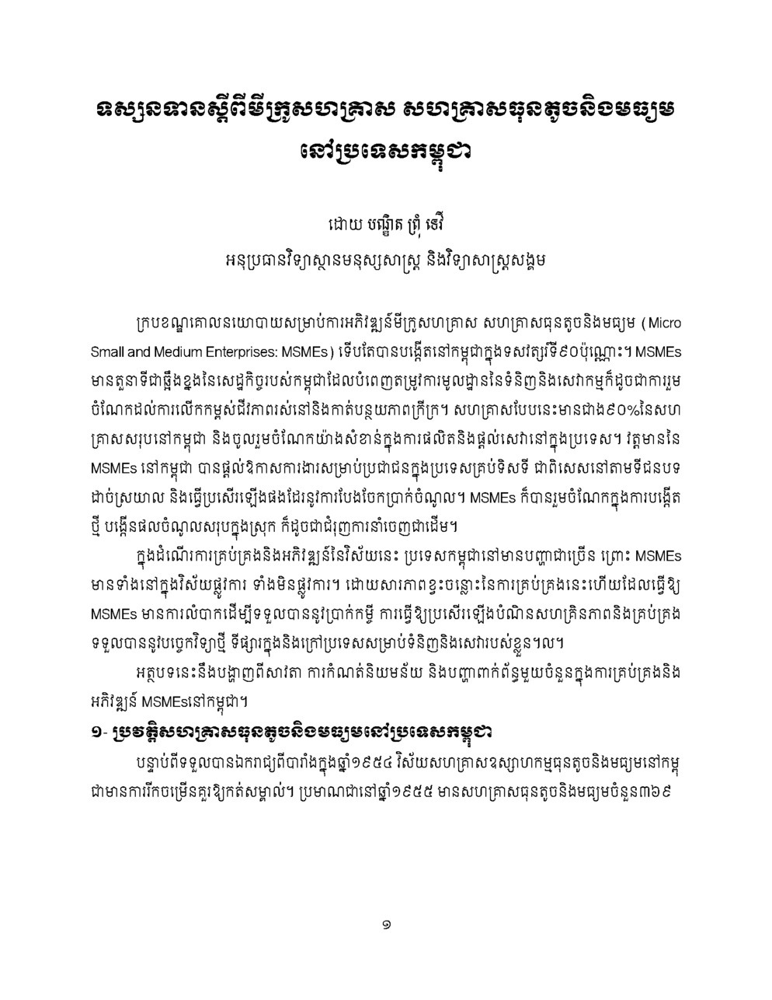 ទស្សនទានស្តីពីមីក្រូសហគ្រាស សហគ្រាសធុនតូចនិងមធ្យម
នៅប្រទេសកម្ពុជា
ដោយ បណ្ឌិត ព្រុំ ទេវី
អនុប្រធានវិទ្យាស្ថានមនុស្សសាស្ត្រ និងវិទ្យាសាស្ត្រសង្គម
ក្របខណ្ឌគោលនយោបាយសម្រាប់ការអភិវឌ្ឍន៍មីក្រូសហគ្រាស សហគ្រាសធុនតូចនិងមធ្យម (Micro
Small and Medium Enterprises: MSMEs) ទើបតែបានបង្កើតនៅកម្ពុជាក្នុងទសវត្សរ៍ទី៩០ប៉ុណ្ណោះ។ MSMEs
មានតួនាទីជាឆ្អឹងខ្នងនៃសេដ្ឋកិច្ចរបស់កម្ពុជាដែលបំពេញតម្រូវការមូលដ្ឋាននៃទំនិញនិងសេវាកម្មក៏ដូចជាការរួម
ចំណែកដល់ការលើកកម្ពស់ជីវភាពរស់នៅនិងកាត់បន្ថយភាពក្រីក្រ។ សហគ្រាសបែបនេះមានជាង៩០%នៃសហ
គ្រាសសរុបនៅកម្ពុជា និងចូលរួមចំណែកយ៉ាងសំខាន់ក្នុងការផលិតនិងផ្តល់សេវានៅក្នុងប្រទេស។ វត្តមាននៃ
MSMEs នៅកម្ពុជា បានផ្តល់ឱកាសការងារសម្រាប់ប្រជាជនក្នុងប្រទេសគ្រប់ទិសទី ជាពិសេសនៅតាមទីជនបទ
ដាច់ស្រយាល និងធ្វើប្រសើរឡើងផងដែរនូវការបែងចែកប្រាក់ចំណូល។ MSMEs ក៏បានរួមចំណែកក្នុងការបង្កើត
ថ្មី បង្កើនផលចំណូលសរុបក្នុងស្រុក ក៏ដូចជាជំរុញការនាំចេញជាដើម។
ក្នុងដំណើរការគ្រប់គ្រងនិងអភិវឌ្ឍន៍នៃវិស័យនេះ ប្រទេសកម្ពុជានៅមានបញ្ហាជាច្រើន ព្រោះ MSMEs
មានទាំងនៅក្នុងវិស័យផ្លូវការ ទាំងមិនផ្លូវការ។ ដោយសារភាពខ្វះចន្លោះនៃការគ្រប់គ្រងនេះហើយដែលធ្វើឱ្យ
MSMEs មានការលំបាកដើម្បីទទួលបាននូវប្រាក់កម្ចី ការធ្វើឱ្យប្រសើរឡើងបំណិនសហគ្រិនភាពនិងគ្រប់គ្រង
ទទួលបាននូវបច្ចេកវិទ្យាថ្មី ទីផ្សារក្នុងនិងក្រៅប្រទេសសម្រាប់ទំនិញនិងសេវារបស់ខ្លួន។ល។
អត្ថបទនេះនឹងបង្ហាញពីសាវតា ការកំណត់និយមន័យ និងបញ្ហាពាក់ព័ន្ធមួយចំនួនក្នុងការគ្រប់គ្រងនិង
អភិវឌ្ឍន៍ MSMEsនៅកម្ពុជា។
១- ប្រវត្តិសហគ្រាសធុនតូចនិងមធ្យមនៅប្រទេសកម្ពុជា
បន្ទាប់ពីទទួលបានឯករាជ្យពីបារាំងក្នុងឆ្នាំ១៩៥៤ វិស័យសហគ្រាសឧស្សាហកម្មធុនតូចនិងមធ្យមនៅកម្ពុ
ជាមានការរីកចម្រើនគួរឱ្យកត់សម្គាល់។ ប្រមាណជានៅឆ្នាំ១៩៥៥ មានសហគ្រាសធុនតូចនិងមធ្យមចំនួន៣៦៩
១